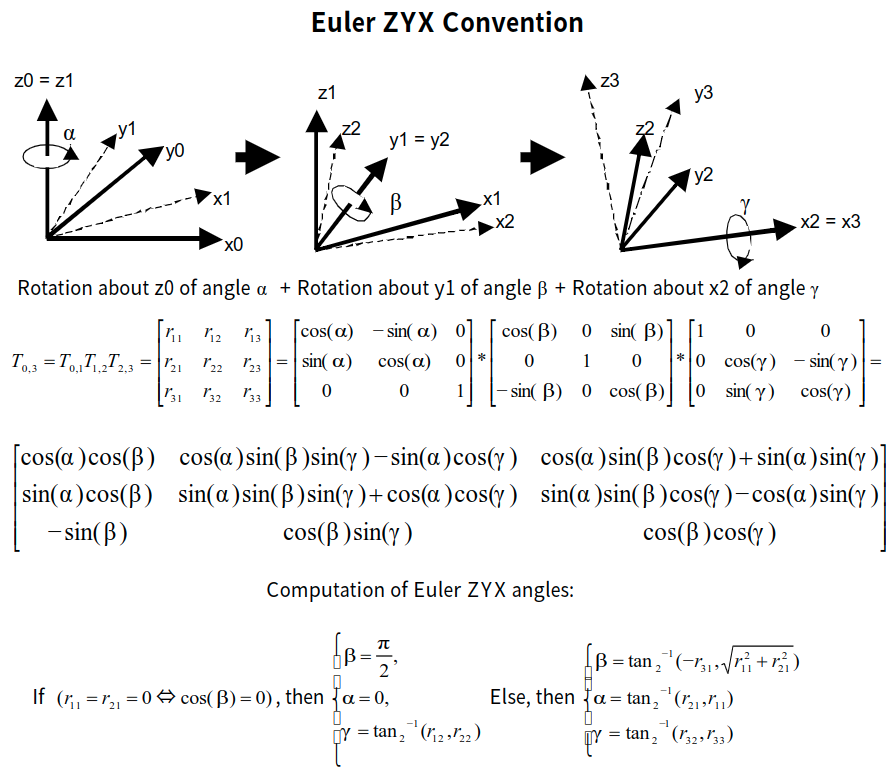 Euler ZYX Convention
z0 = z1
α
y1
y0
x1
x0
z1
z2
y1 = y2
β
x1
x2
z3
y3
z2
y2
γ
x2 = x3
Rotation about z0 of angle α + Rotation about y1 of angle β + Rotation about x2 of angle γ
T0,3 = T0,1T1,2T2,3 = [r11 r12 r13; r21 r22 r23; r31 r32 r33] = [cos(α) −sin(α) 0; sin(α) cos(α) 0; 0 0 1] * [cos(β) 0 sin(β); 0 1 0; −sin(β) 0 cos(β)] * [1 0 0; 0 cos(γ) −sin(γ); 0 sin(γ) cos(γ)] =
cos(α)cos(β) cos(α)sin(β)sin(γ)−sin(α)cos(γ) cos(α)sin(β)cos(γ)+sin(α)sin(γ)
sin(α)cos(β) sin(α)sin(β)sin(γ)+cos(α)cos(γ) sin(α)sin(β)cos(γ)−cos(α)sin(γ)
−sin(β) cos(β)sin(γ) cos(β)cos(γ)
Computation of Euler ZYX angles:
If (r11 = r21 = 0 ⇔ cos(β) = 0), then { β = π/2, α = 0, γ = tan2⁻¹(r12, r22) Else, then { β = tan2⁻¹(−r31, √(r11² + r21²)) α = tan2⁻¹(r21, r11) γ = tan2⁻¹(r32, r33)